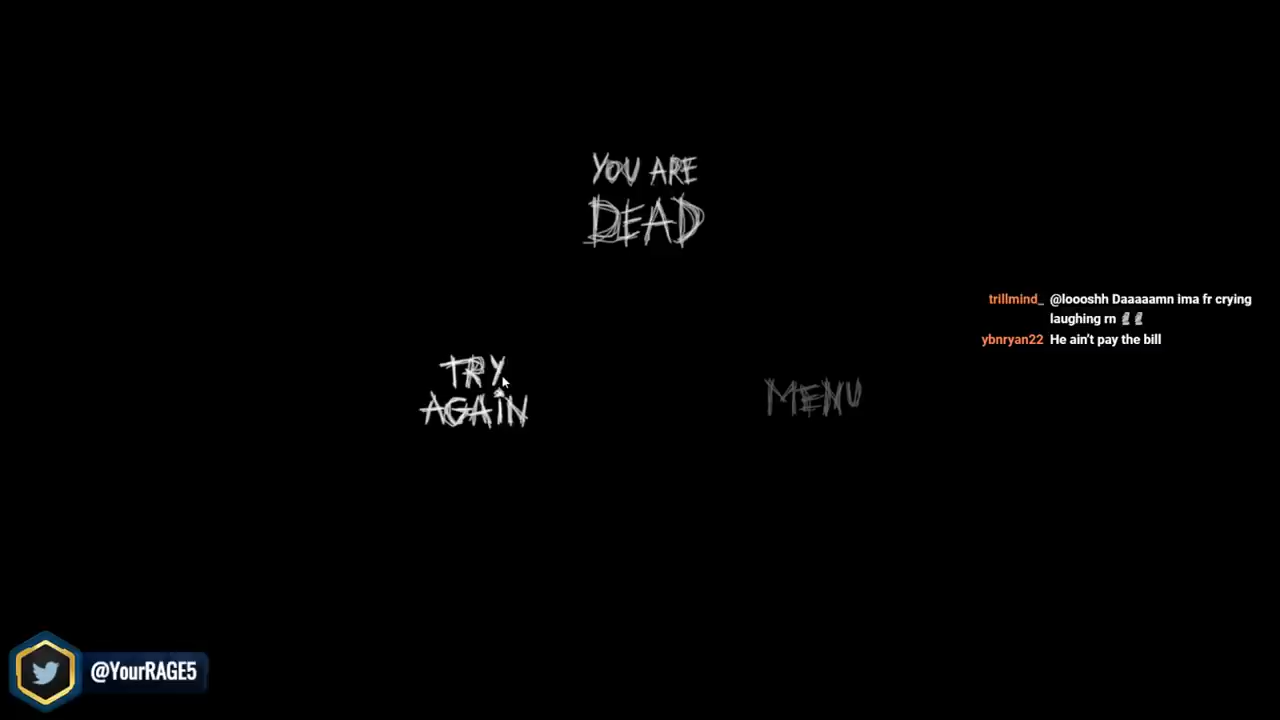 YOU ARE
DEAD
trillmind_ @loooshh Daaaaamn ima fr crying
laughing rn
ybnryan22 He ain't pay the bill
TRY
AGAIN
MENU
@YourRAGE5